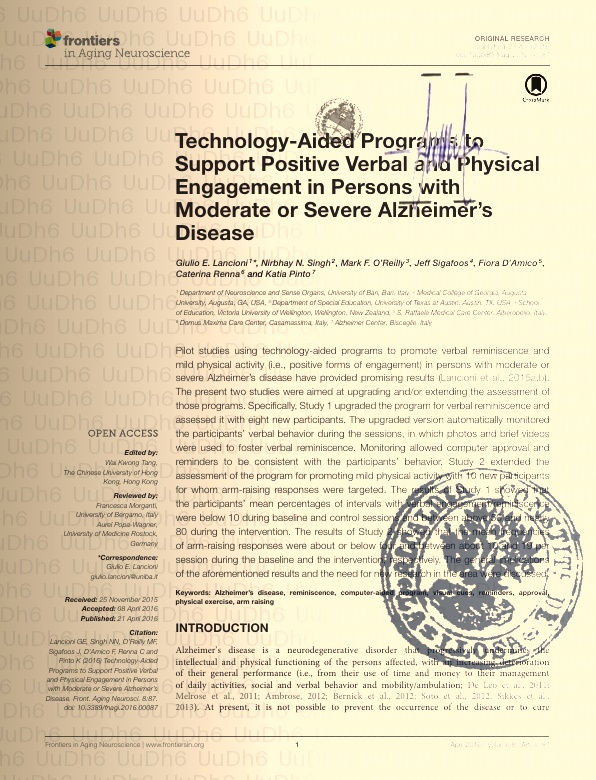 frontiers
in Aging Neuroscience
ORIGINAL RESEARCH
CrossMark
Technology-Aided Programs to
Support Positive Verbal and Physical
Engagement in Persons with
Moderate or Severe Alzheimer's
Disease
Giulio E. Lancioni1*, Nirbhay N. Singh2, Mark F. O'Reilly3, Jeff Sigafoos4, Fiora D'Amico5,
Caterina Renna6 and Katia Pinto7
1 Department of Neuroscience and Sense Organs, University of Bari, Bari, Italy, 2 Medical College of Georgia, Augusta
University, Augusta, GA, USA, 3 Department of Special Education, University of Texas at Austin, Austin, TX, USA, 4 School
of Education, Victoria University of Wellington, Wellington, New Zealand, 5 S. Raffaele Medical Care Center, Alberobello, Italy,
6 Domus Maxima Care Center, Casamassima, Italy, 7 Alzheimer Center, Bisceglie, Italy
Pilot studies using technology-aided programs to promote verbal reminiscence and
mild physical activity (i.e., positive forms of engagement) in persons with moderate or
severe Alzheimer's disease have provided promising results (Lancioni et al., 2015a,b).
The present two studies were aimed at upgrading and/or extending the assessment of
those programs. Specifically, Study 1 upgraded the program for verbal reminiscence and
assessed it with eight new participants. The upgraded version automatically monitored
the participants' verbal behavior during the sessions, in which photos and brief videos
were used to foster verbal reminiscence. Monitoring allowed computer approval and
reminders to be consistent with the participants' behavior. Study 2 extended the
assessment of the program for promoting mild physical activity with 10 new participants
for whom arm-raising responses were targeted. The results of Study 1 showed that
the participants' mean percentages of intervals with verbal engagement/reminiscence
were below 10 during baseline and control sessions and between above 50 and nearly
80 during the intervention. The results of Study 2 showed that the mean frequencies
of arm-raising responses were about or below four and between about 10 and 19 per
session during the baseline and the intervention, respectively. The general implications
of the aforementioned results and the need for new research in the area were discussed.
Keywords: Alzheimer's disease, reminiscence, computer-aided program, visual cues, reminders, approval,
physical exercise, arm raising
INTRODUCTION
Alzheimer's disease is a neurodegenerative disorder that progressively undermines the
intellectual and physical functioning of the persons affected, with an increasing deterioration
of their general performance (i.e., from their use of time and money to their management
of daily activities, social and verbal behavior and mobility/ambulation; De Leo et al., 2011;
Melrose et al., 2011; Ambrose, 2012; Bernick et al., 2012; Soto et al., 2012; Sikkes et al.,
2013). At present, it is not possible to prevent the occurrence of the disease or to cure
OPEN ACCESS
Edited by:
Wai Kwong Tang,
The Chinese University of Hong
Kong, Hong Kong
Reviewed by:
Francesca Morganti,
University of Bergamo, Italy
Aurel Popa-Wagner,
University of Medicine Rostock,
Germany
*Correspondence:
Giulio E. Lancioni
giulio.lancioni@uniba.it
Received: 25 November 2015
Accepted: 08 April 2016
Published: 21 April 2016
Citation:
Lancioni GE, Singh NN, O'Reilly MF,
Sigafoos J, D'Amico F, Renna C and
Pinto K (2016) Technology-Aided
Programs to Support Positive Verbal
and Physical Engagement in Persons
with Moderate or Severe Alzheimer's
Disease. Front. Aging Neurosci. 8:87.
doi: 10.3389/fnagi.2016.00087
Frontiers in Aging Neuroscience | www.frontiersin.org
1
UuDh6